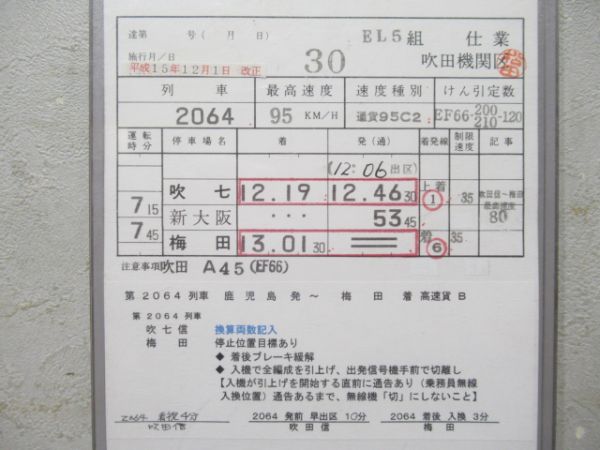 達第 号( 月 日) EL5組 仕業
施行月/日 30 吹田機関区
平成15年12月1日 改正
列車 最高速度 速度種別 けん引定数
2064 95 KM/H 通貨95C2 EF66-200/210-120
運転時分 停車場名 着 発(通) 着発線 制限速度 記事
(12:06出区)
吹七 12.19 12.46 30 上着① 35 吹田信~梅田
7 15 最高速度
新大阪 ・・・ 53 45 80
7 45
梅田 13.01 30 = 着⑥ 35
注意事項 吹田 A45(EF66)
第2064列車 鹿児島発~ 梅田 着高速貨B
第2064列車
吹七信 換算両数記入
梅田 停止位置目標あり
◆ 着後ブレーキ緩解
◆ 入機で全編成を引上げ、出発信号機手前で切離し
【入機が引上げを開始する直前に通告あり(乗務員無線
入換位置)通告あるまで、無線機「切」にしないこと】
2064 着後4分 2064 発前 早出区 10分 2064 着後 入換 3分
吹田信 吹田信 梅田